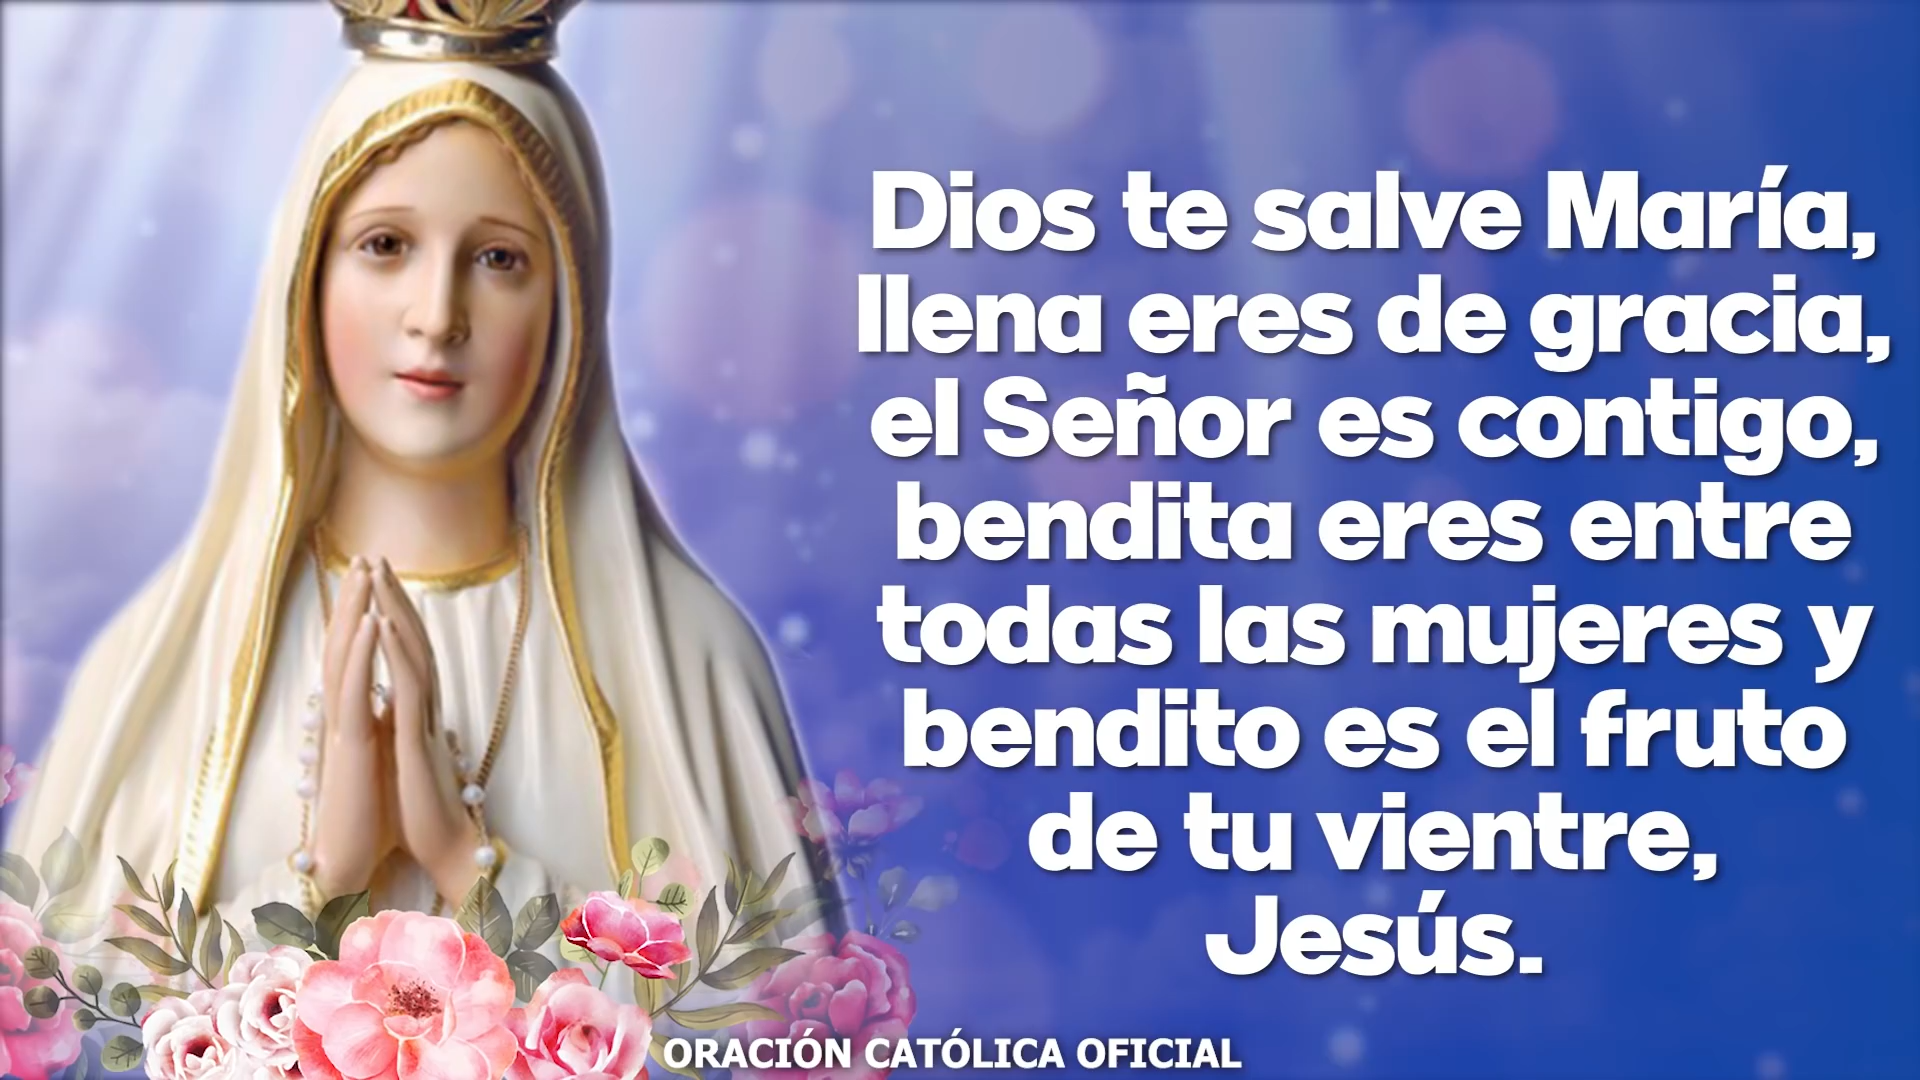 Dios te salve María,
llena eres de gracia,
el Señor es contigo,
bendita eres entre
todas las mujeres y
bendito es el fruto
de tu vientre,
Jesús.
ORACIÓN CATÓLICA OFICIAL